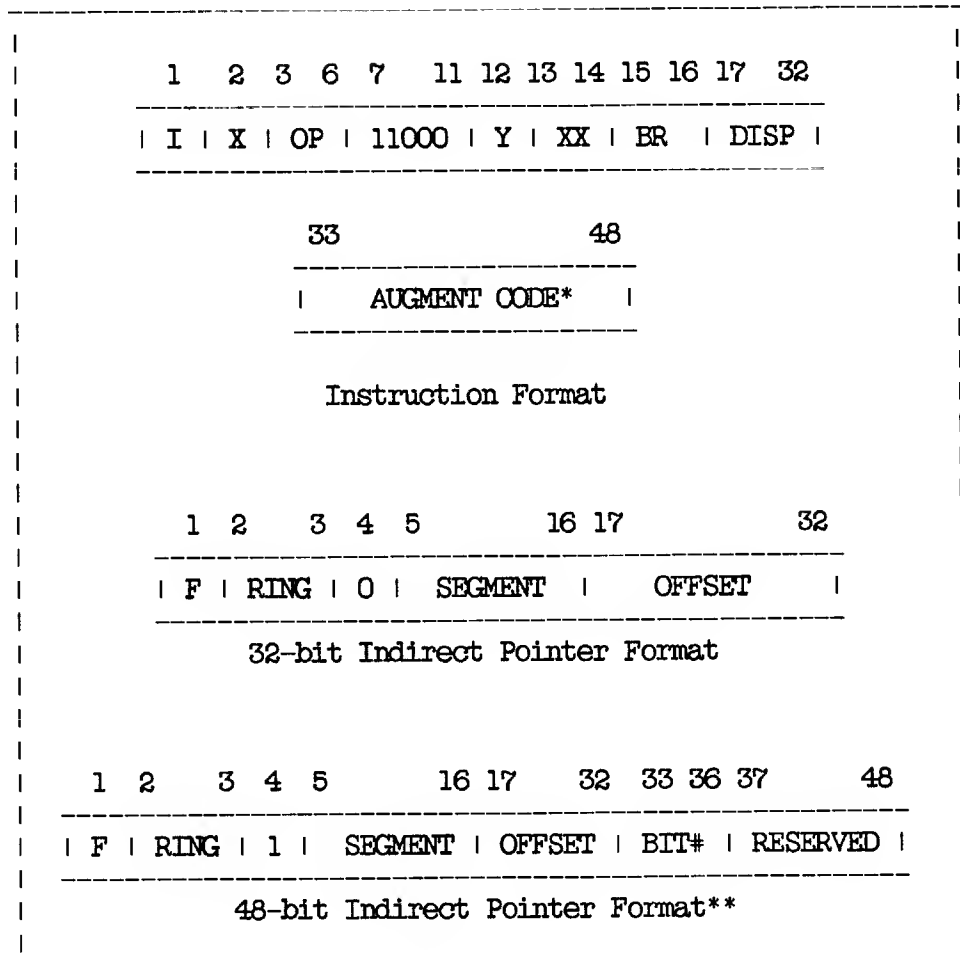 1 2 3 6 7 11 12 13 14 15 16 17 32
| I | X | OP | 11000 | Y | XX | BR | DISP |
33 48
| AUGMENT CODE* |
Instruction Format
1 2 3 4 5 16 17 32
| F | RING | 0 | SEGMENT | OFFSET |
32-bit Indirect Pointer Format
1 2 3 4 5 16 17 32 33 36 37 48
| F | RING | 1 | SEGMENT | OFFSET | BIT# | RESERVED |
48-bit Indirect Pointer Format**